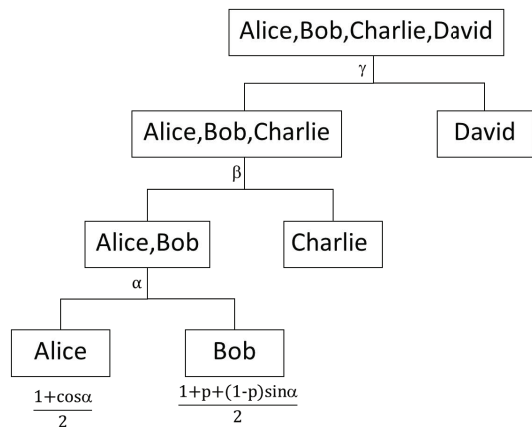 Alice,Bob,Charlie,David
γ
Alice,Bob,Charlie
David
β
Alice,Bob
Charlie
α
Alice
Bob
1+cosα
2
1+p+(1-p)sinα
2